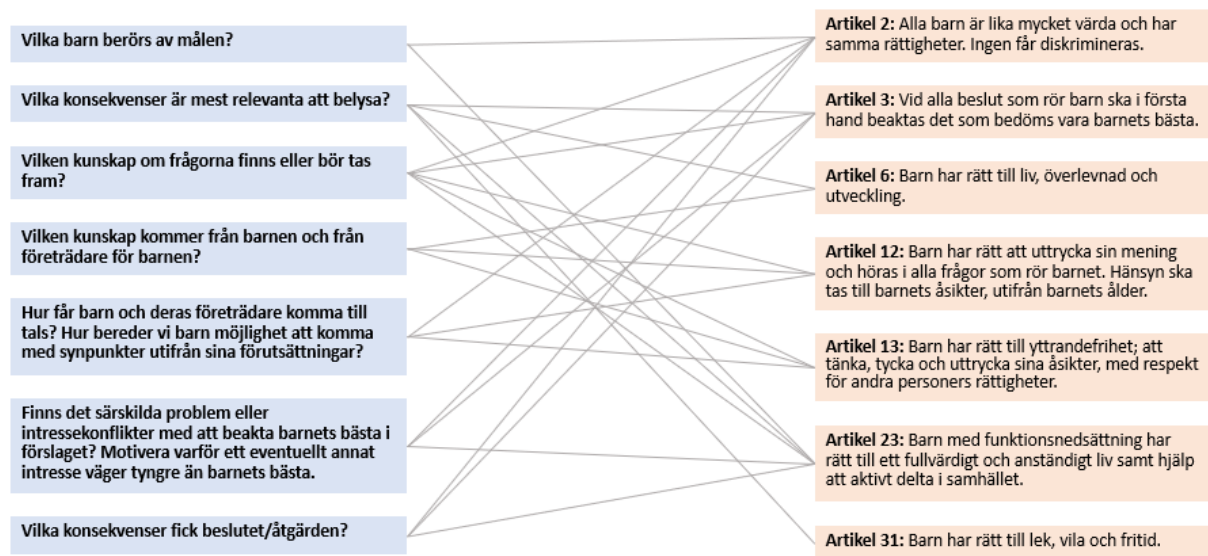 Vilka barn berörs av målen?
Vilka konsekvenser är mest relevanta att belysa?
Vilken kunskap om frågorna finns eller bör tas
fram?
Vilken kunskap kommer från barnen och från
företrädare för barnen?
Hur får barn och deras företrädare komma till
tals? Hur bereder vi barn möjlighet att komma
med synpunkter utifrån sina förutsättningar?
Finns det särskilda problem eller
intressekonflikter med att beakta barnets bästa i
förslaget? Motivera varför ett eventuellt annat
intresse väger tyngre än barnets bästa.
Vilka konsekvenser fick beslutet/åtgärden?
Artikel 2: Alla barn är lika mycket värda och har
samma rättigheter. Ingen får diskrimineras.
Artikel 3: Vid alla beslut som rör barn ska i första
hand beaktas det som bedöms vara barnets bästa.
Artikel 6: Barn har rätt till liv, överlevnad och
utveckling.
Artikel 12: Barn har rätt att uttrycka sin mening
och höras i alla frågor som rör barnet. Hänsyn ska
tas till barnets åsikter, utifrån barnets ålder.
Artikel 13: Barn har rätt till yttrandefrihet; att
tänka, tycka och uttrycka sina åsikter, med respekt
för andra personers rättigheter.
Artikel 23: Barn med funktionsnedsättning har
rätt till ett fullvärdigt och anständigt liv samt hjälp
att aktivt delta i samhället.
Artikel 31: Barn har rätt till lek, vila och fritid.